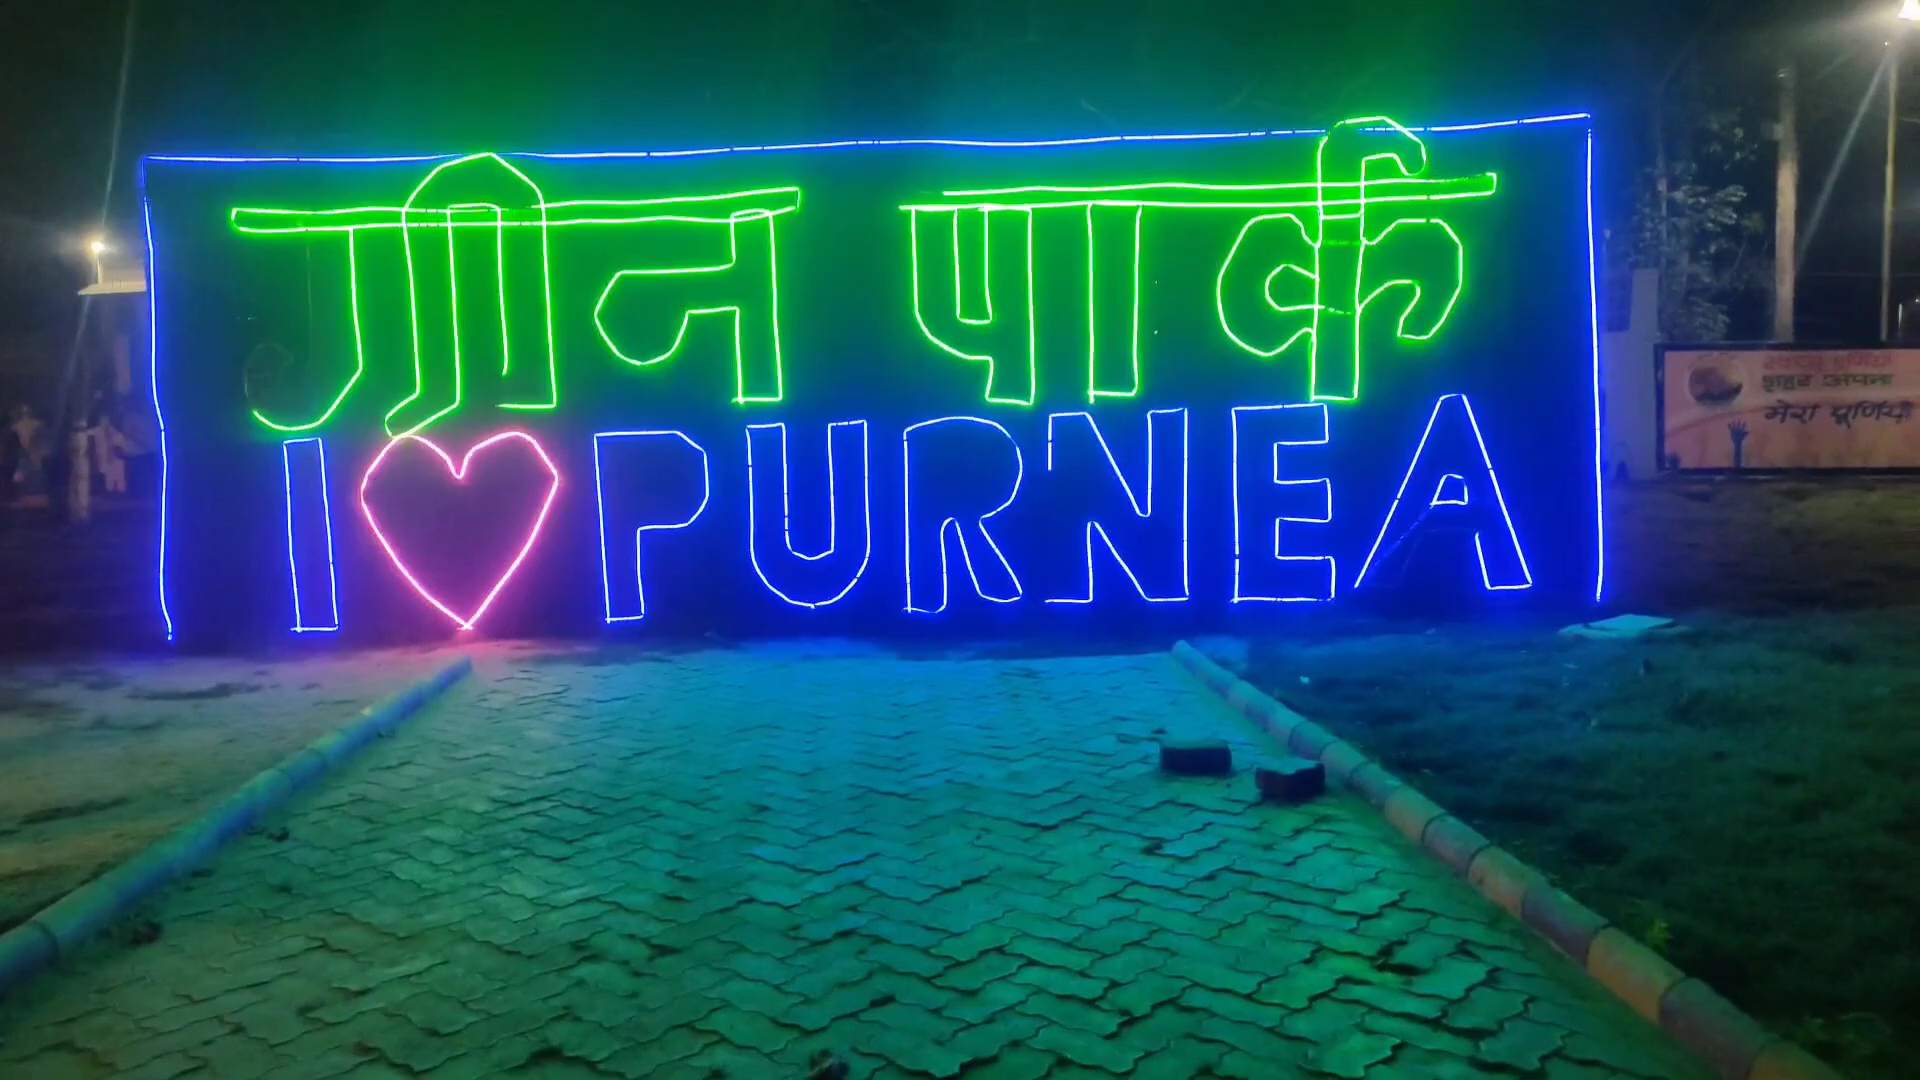 ग्रीन पार्क
I ❤ PURNEA
शहर अपना
मेरा पूर्णिया